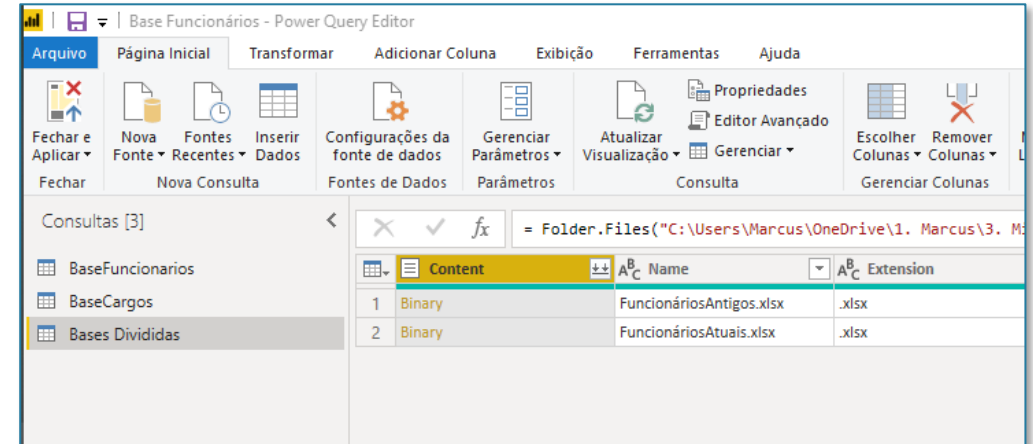 Base Funcionários - Power Query Editor
Arquivo Página Inicial Transformar Adicionar Coluna Exibição Ferramentas Ajuda
Fechar e Aplicar
Nova Fonte
Fontes Recentes
Inserir Dados
Configurações da fonte de dados
Gerenciar Parâmetros
Atualizar Visualização
Propriedades
Editor Avançado
Gerenciar
Escolher Colunas
Remover Colunas
Fechar Nova Consulta Fontes de Dados Parâmetros Consulta Gerenciar Colunas
Consultas [3]
fx = Folder.Files("C:\Users\Marcus\OneDrive\1. Marcus\3. Mi
BaseFuncionarios
BaseCargos
Bases Divididas
Content ABC Name ABC Extension
1 Binary FuncionáriosAntigos.xlsx .xlsx
2 Binary FuncionáriosAtuais.xlsx .xlsx